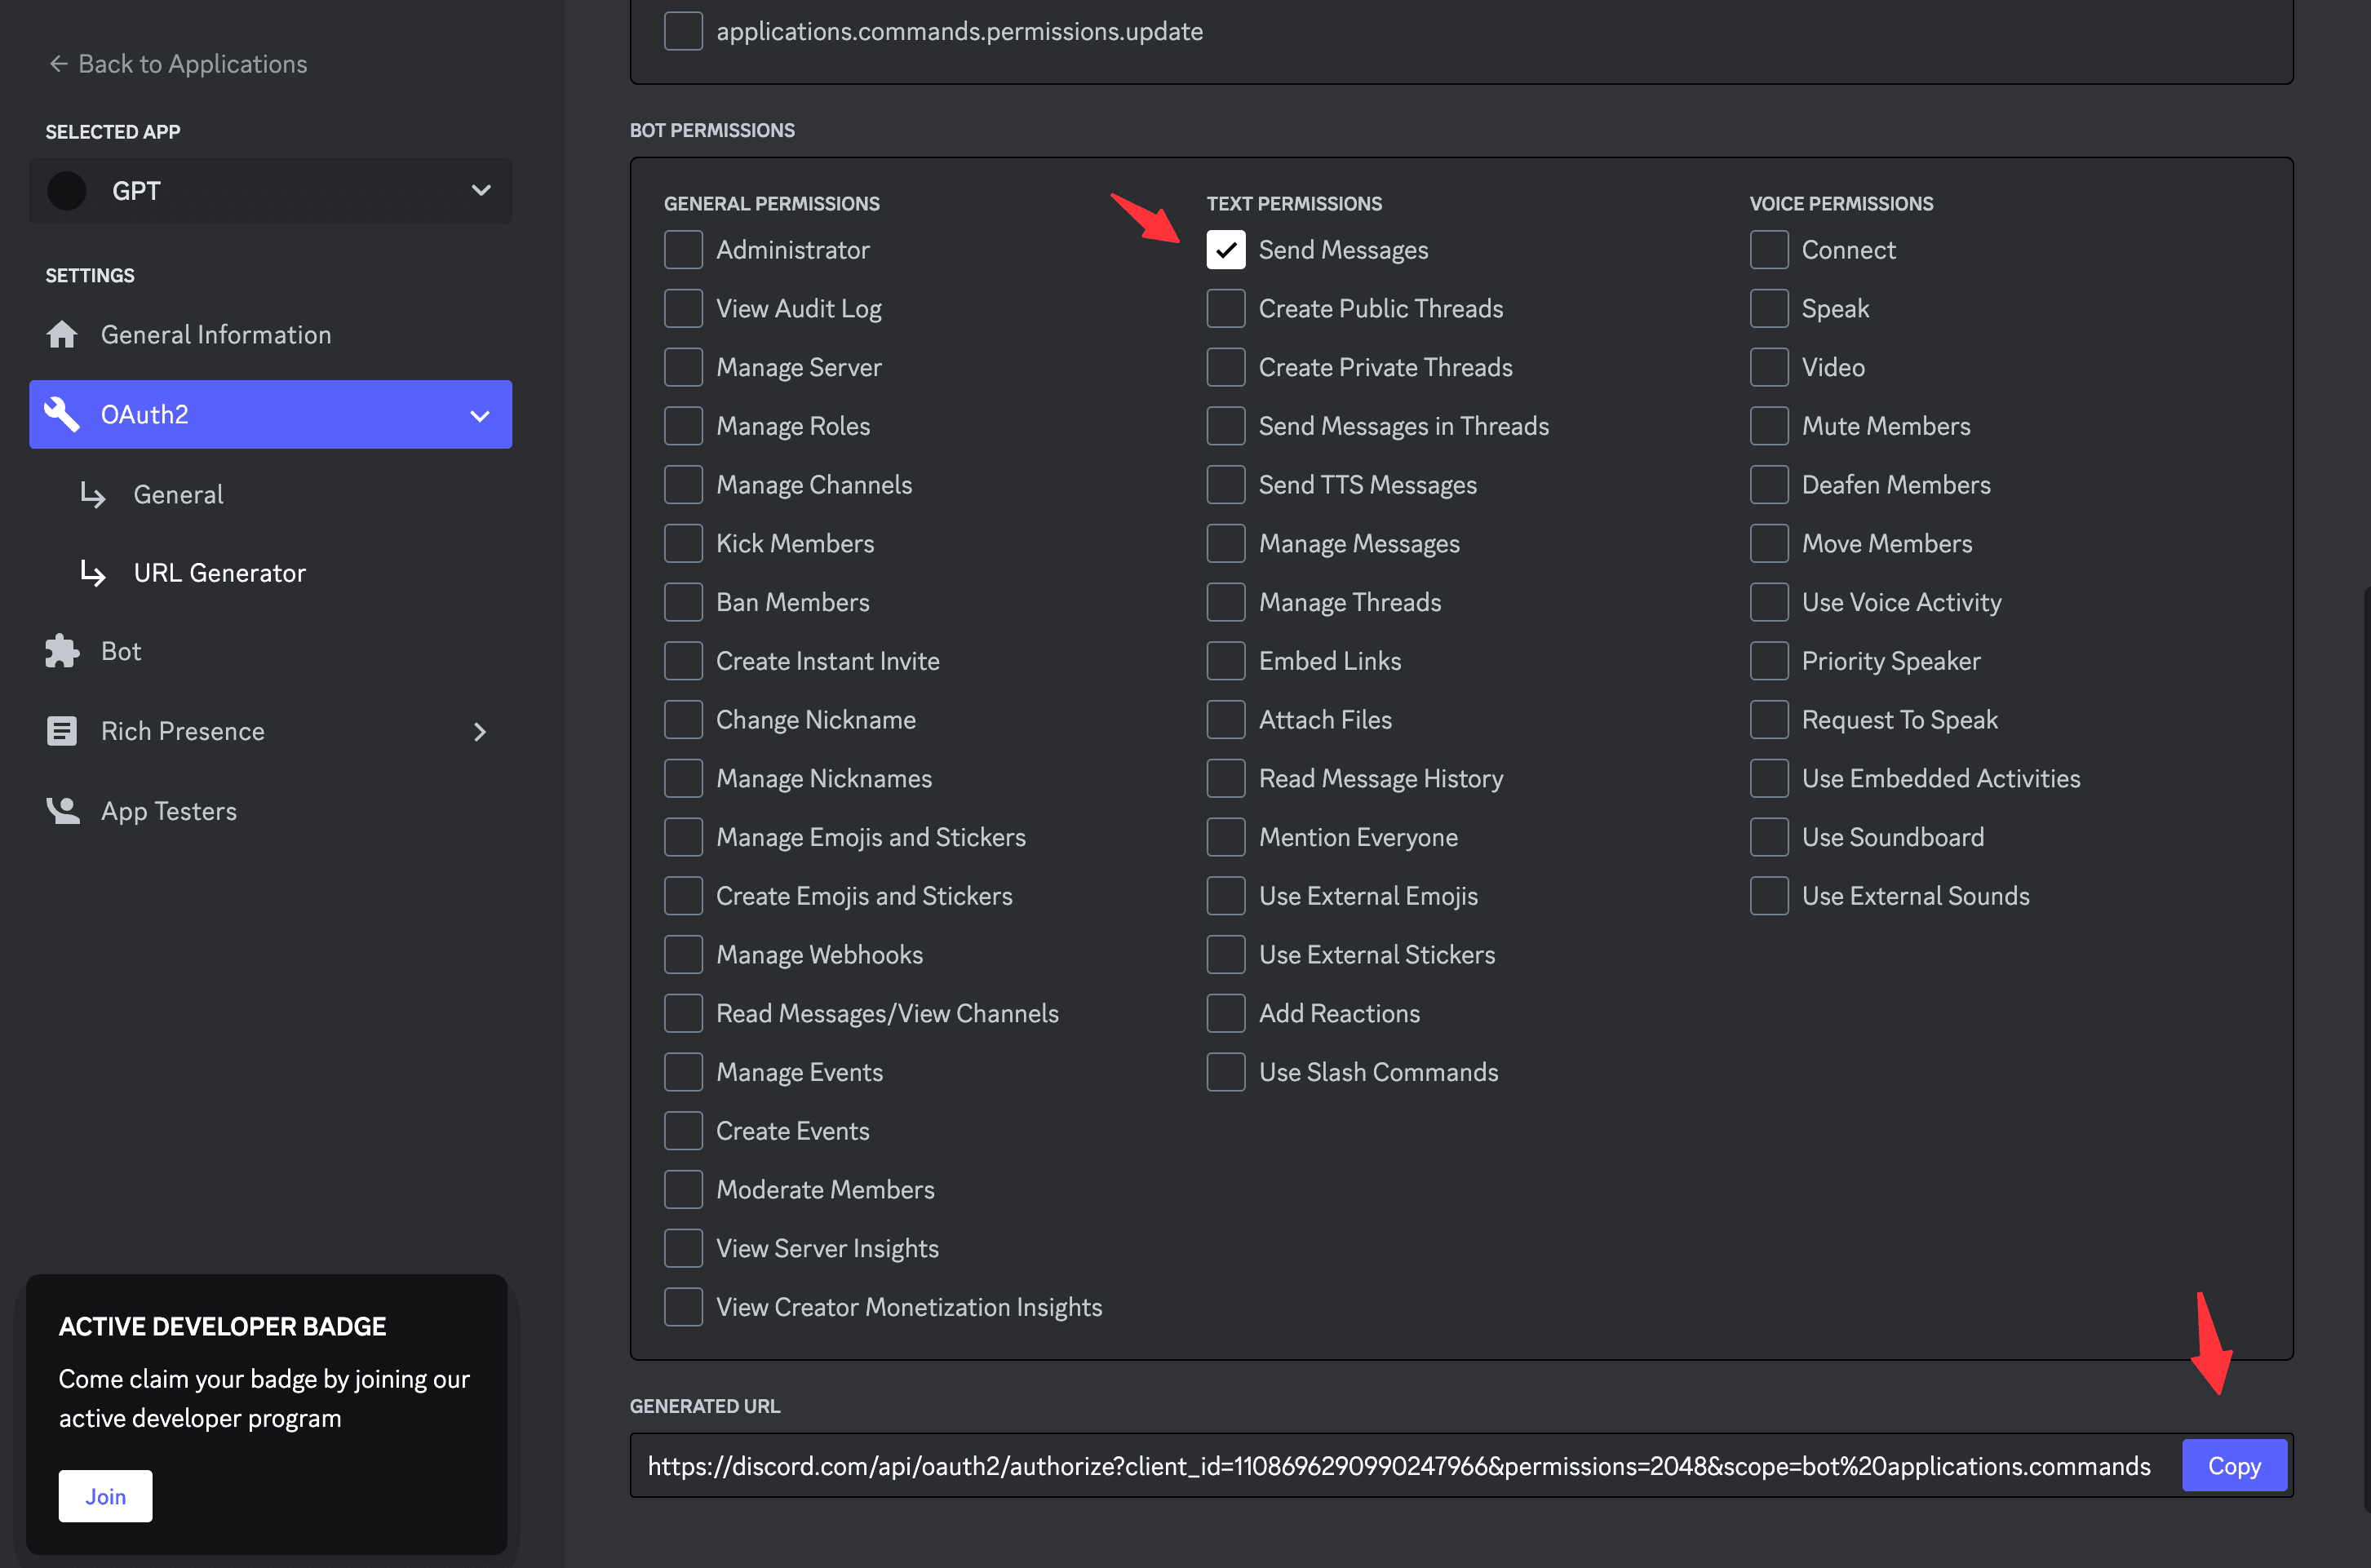 Back to Applications
SELECTED APP
GPT
SETTINGS
General Information
OAuth2
General
URL Generator
Bot
Rich Presence
App Testers
ACTIVE DEVELOPER BADGE
Come claim your badge by joining our
active developer program
Join
applications.commands.permissions.update
BOT PERMISSIONS
GENERAL PERMISSIONS
Administrator
View Audit Log
Manage Server
Manage Roles
Manage Channels
Kick Members
Ban Members
Create Instant Invite
Change Nickname
Manage Nicknames
Manage Emojis and Stickers
Create Emojis and Stickers
Manage Webhooks
Read Messages/View Channels
Manage Events
Create Events
Moderate Members
View Server Insights
View Creator Monetization Insights
TEXT PERMISSIONS
Send Messages
Create Public Threads
Create Private Threads
Send Messages in Threads
Send TTS Messages
Manage Messages
Manage Threads
Embed Links
Attach Files
Read Message History
Mention Everyone
Use External Emojis
Use External Stickers
Add Reactions
Use Slash Commands
VOICE PERMISSIONS
Connect
Speak
Video
Mute Members
Deafen Members
Move Members
Use Voice Activity
Priority Speaker
Request To Speak
Use Embedded Activities
Use Soundboard
Use External Sounds
GENERATED URL
https://discord.com/api/oauth2/authorize?client_id=1108696290990247966&permissions=2048&scope=bot%20applications.commands
Copy